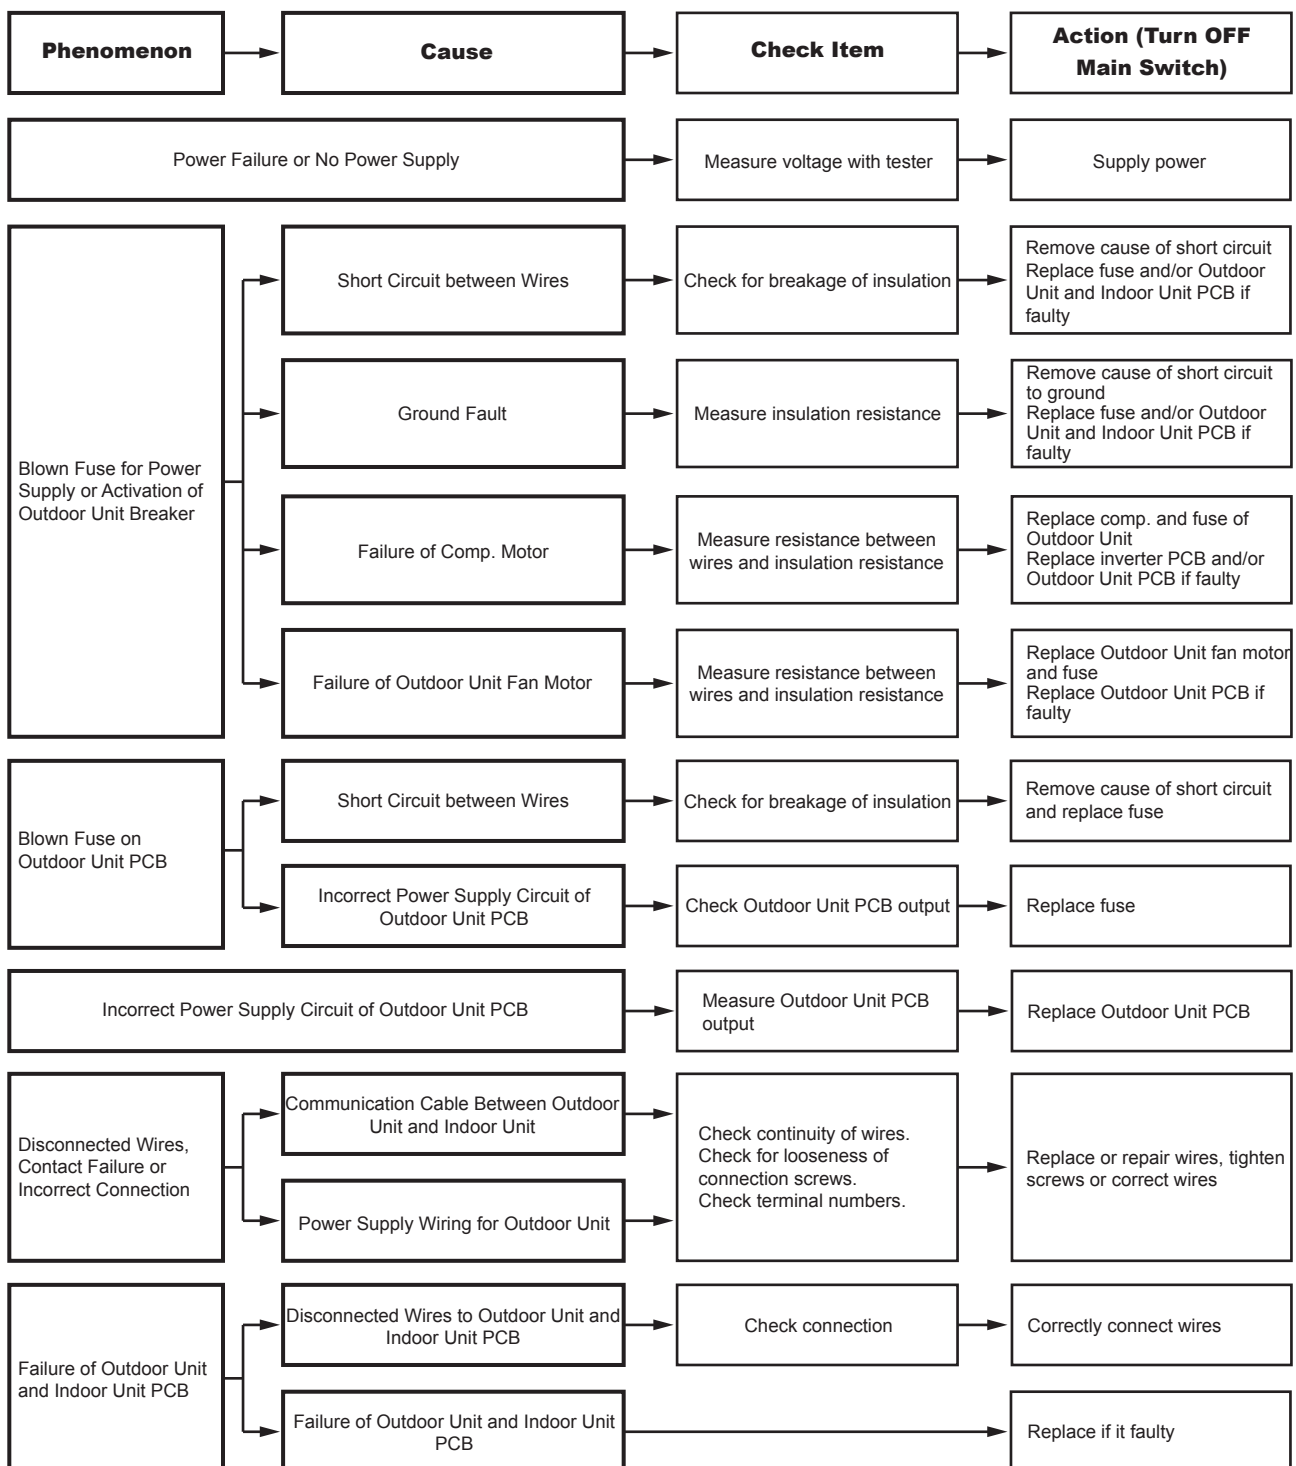 Phenomenon
Cause
Check Item
Action (Turn OFF
Main Switch)
Power Failure or No Power Supply
Measure voltage with tester
Supply power
Blown Fuse for Power
Supply or Activation of
Outdoor Unit Breaker
Short Circuit between Wires
Check for breakage of insulation
Remove cause of short circuit
Replace fuse and/or Outdoor
Unit and Indoor Unit PCB if
faulty
Ground Fault
Measure insulation resistance
Remove cause of short circuit
to ground
Replace fuse and/or Outdoor
Unit and Indoor Unit PCB if
faulty
Failure of Comp. Motor
Measure resistance between
wires and insulation resistance
Replace comp. and fuse of
Outdoor Unit
Replace inverter PCB and/or
Outdoor Unit PCB if faulty
Failure of Outdoor Unit Fan Motor
Measure resistance between
wires and insulation resistance
Replace Outdoor Unit fan motor
and fuse
Replace Outdoor Unit PCB if
faulty
Blown Fuse on
Outdoor Unit PCB
Short Circuit between Wires
Check for breakage of insulation
Remove cause of short circuit
and replace fuse
Incorrect Power Supply Circuit of
Outdoor Unit PCB
Check Outdoor Unit PCB output
Replace fuse
Incorrect Power Supply Circuit of Outdoor Unit PCB
Measure Outdoor Unit PCB
output
Replace Outdoor Unit PCB
Disconnected Wires,
Contact Failure or
Incorrect Connection
Communication Cable Between Outdoor
Unit and Indoor Unit
Power Supply Wiring for Outdoor Unit
Check continuity of wires.
Check for looseness of
connection screws.
Check terminal numbers.
Replace or repair wires, tighten
screws or correct wires
Failure of Outdoor Unit
and Indoor Unit PCB
Disconnected Wires to Outdoor Unit and
Indoor Unit PCB
Check connection
Correctly connect wires
Failure of Outdoor Unit and Indoor Unit
PCB
Replace if it faulty